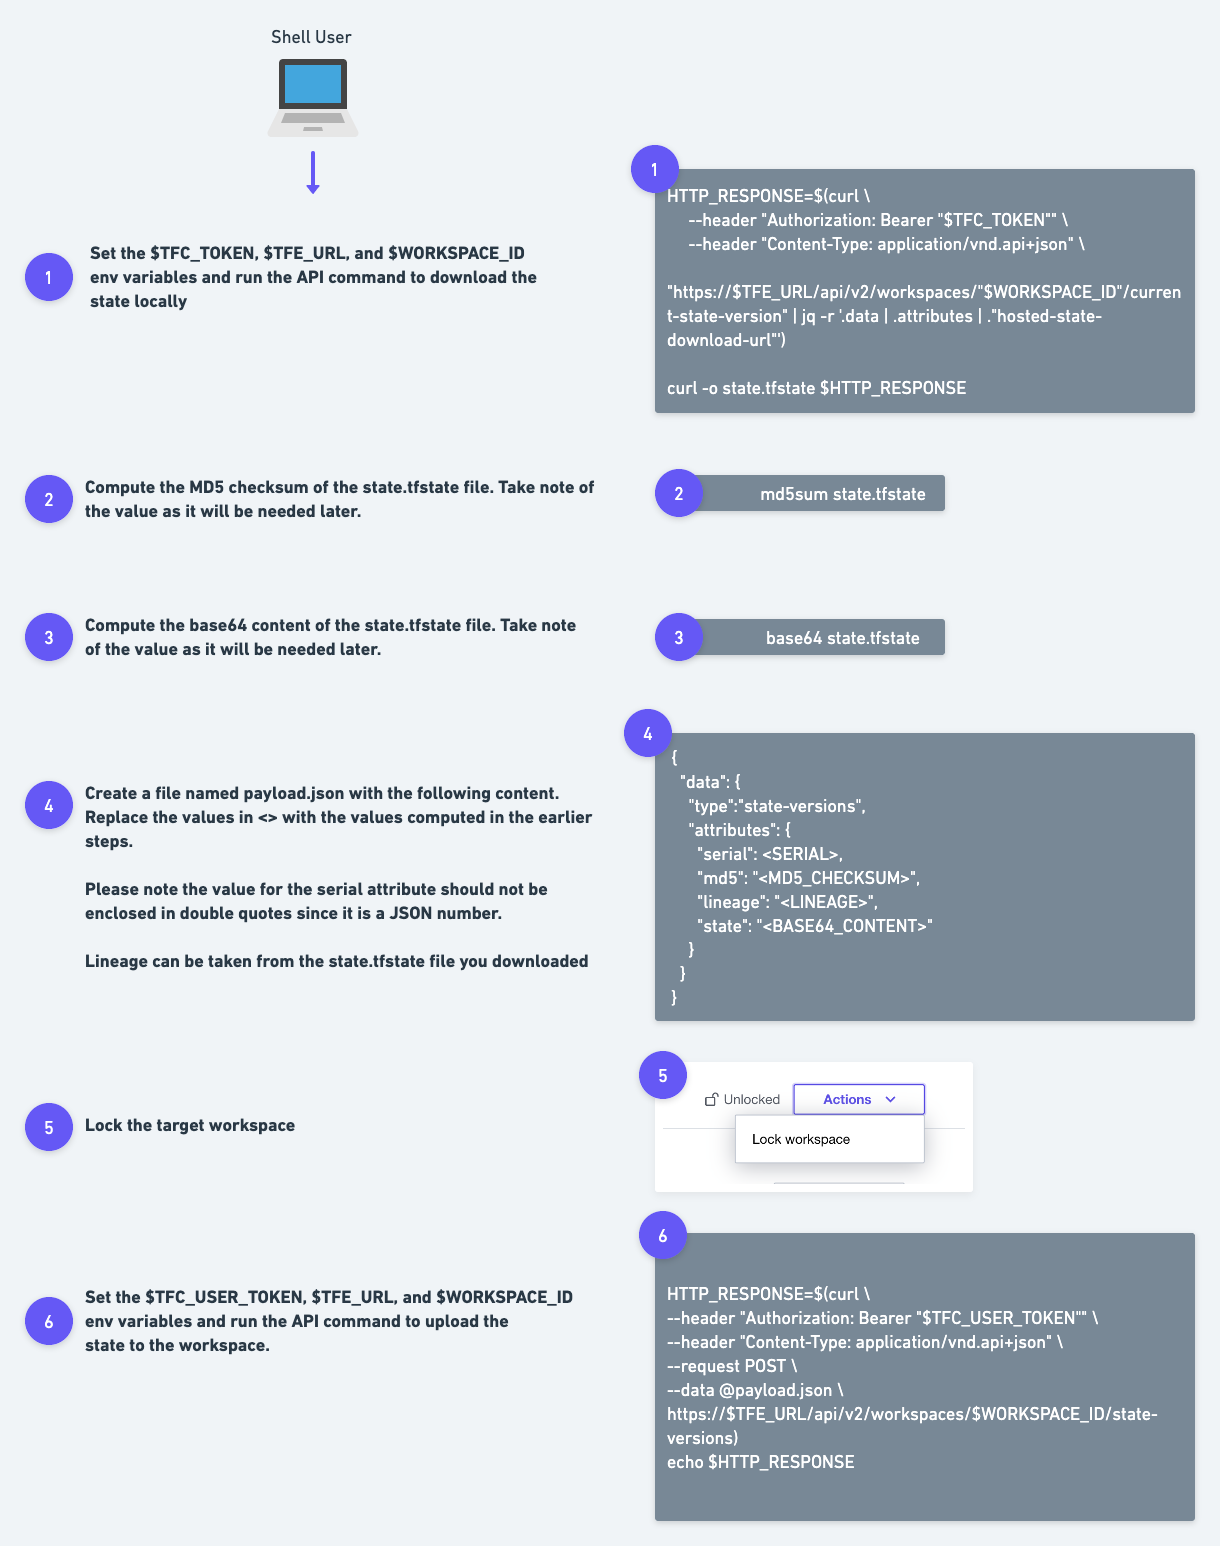 Shell User
1
Set the $TFC_TOKEN, $TFE_URL, and $WORKSPACE_ID
env variables and run the API command to download the
state locally
1
HTTP_RESPONSE=$(curl \
--header "Authorization: Bearer "$TFC_TOKEN"" \
--header "Content-Type: application/vnd.api+json" \
"https://$TFE_URL/api/v2/workspaces/"$WORKSPACE_ID"/curren
t-state-version" | jq -r '.data | .attributes | ."hosted-state-
download-url"')
curl -o state.tfstate $HTTP_RESPONSE
2
Compute the MD5 checksum of the state.tfstate file. Take note of
the value as it will be needed later.
2
md5sum state.tfstate
3
Compute the base64 content of the state.tfstate file. Take note
of the value as it will be needed later.
3
base64 state.tfstate
4
Create a file named payload.json with the following content.
Replace the values in <> with the values computed in the earlier
steps.
Please note the value for the serial attribute should not be
enclosed in double quotes since it is a JSON number.
Lineage can be taken from the state.tfstate file you downloaded
4
{
"data": {
"type":"state-versions",
"attributes": {
"serial": <SERIAL>,
"md5": "<MD5_CHECKSUM>",
"lineage": "<LINEAGE>",
"state": "<BASE64_CONTENT>"
}
}
}
5
Lock the target workspace
5
Unlocked
Actions
Lock workspace
6
Set the $TFC_USER_TOKEN, $TFE_URL, and $WORKSPACE_ID
env variables and run the API command to upload the
state to the workspace.
6
HTTP_RESPONSE=$(curl \
--header "Authorization: Bearer "$TFC_USER_TOKEN"" \
--header "Content-Type: application/vnd.api+json" \
--request POST \
--data @payload.json \
https://$TFE_URL/api/v2/workspaces/$WORKSPACE_ID/state-
versions)
echo $HTTP_RESPONSE